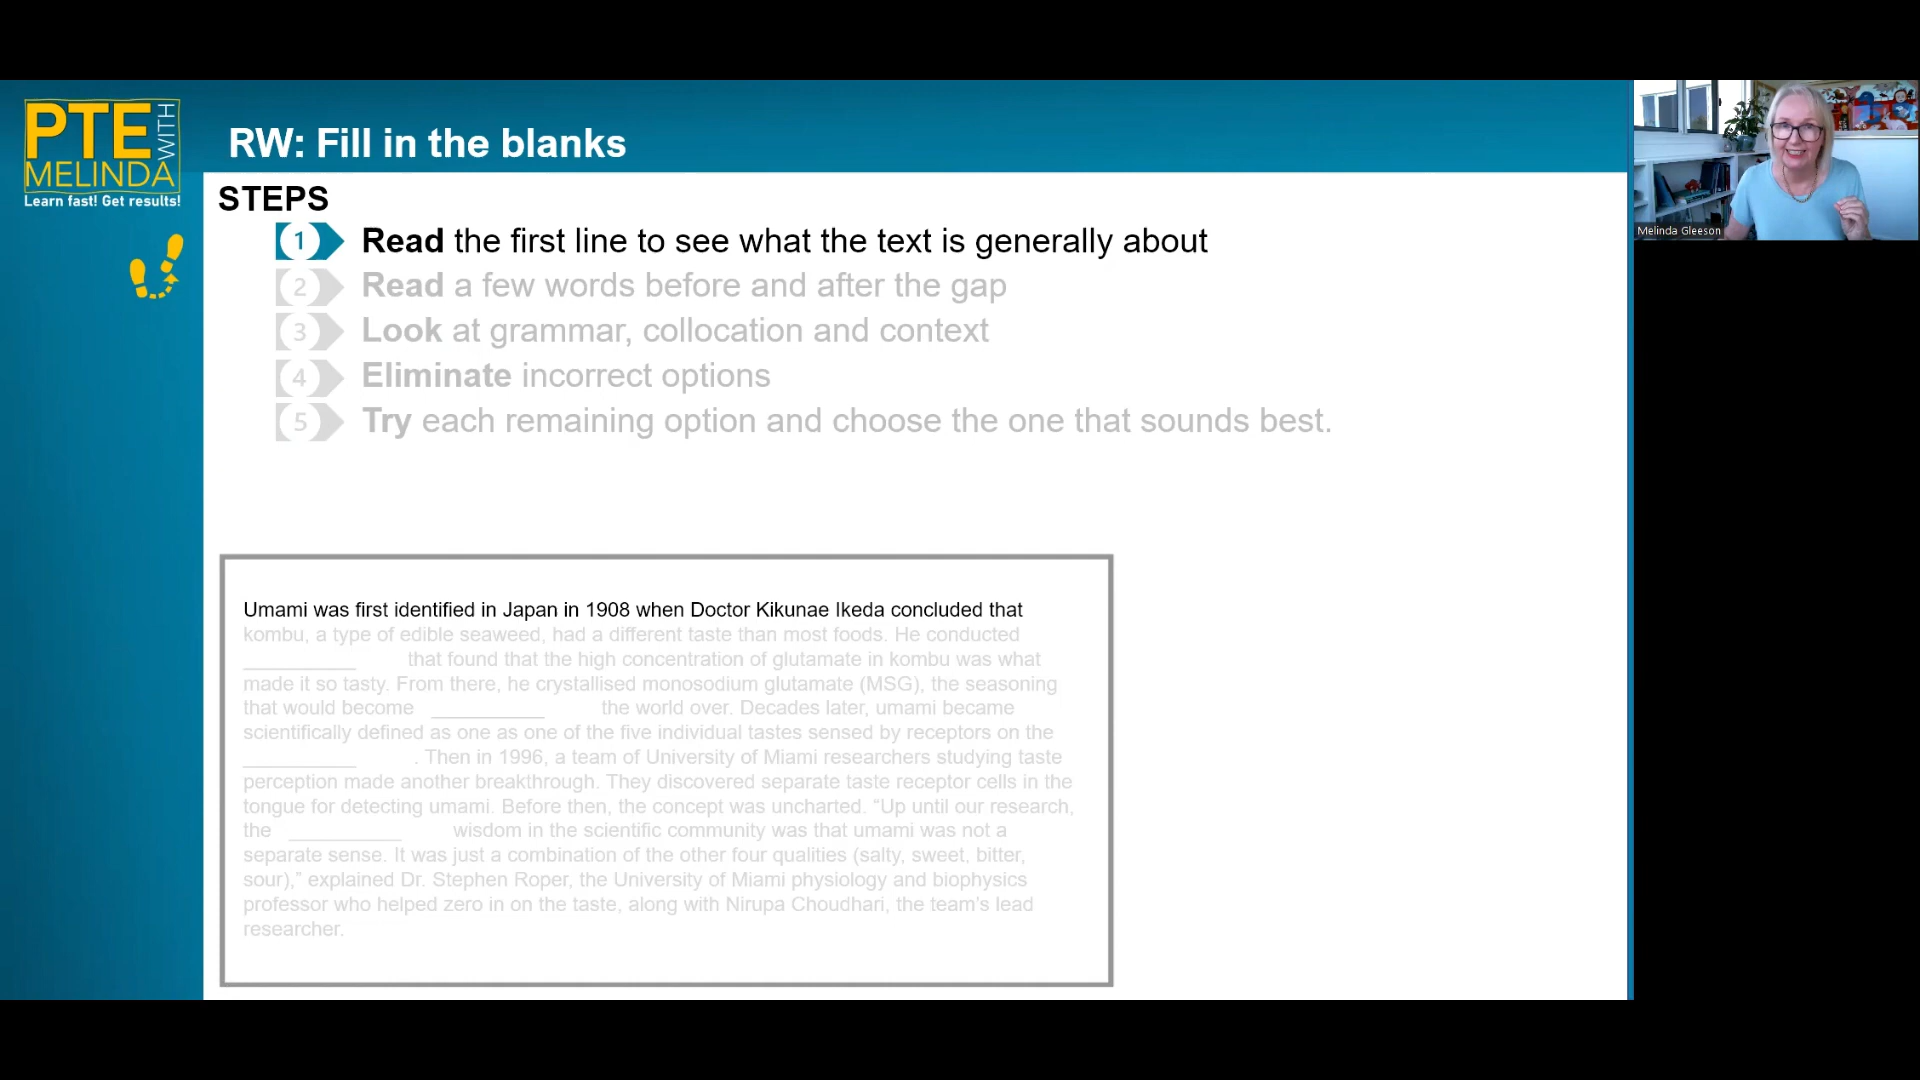 PTE WITH
MELINDA
Learn fast! Get results!
RW: Fill in the blanks
Melinda Gleeson
STEPS
1 Read the first line to see what the text is generally about
2 Read a few words before and after the gap
3 Look at grammar, collocation and context
4 Eliminate incorrect options
5 Try each remaining option and choose the one that sounds best.
Umami was first identified in Japan in 1908 when Doctor Kikunae Ikeda concluded that
kombu, a type of edible seaweed, had a different taste than most foods. He conducted
__________ that found that the high concentration of glutamate in kombu was what
made it so tasty. From there, he crystallised monosodium glutamate (MSG), the seasoning
that would become __________ the world over. Decades later, umami became
scientifically defined as one as one of the five individual tastes sensed by receptors on the
__________ . Then in 1996, a team of University of Miami researchers studying taste
perception made another breakthrough. They discovered separate taste receptor cells in the
tongue for detecting umami. Before then, the concept was uncharted. “Up until our research,
the __________ wisdom in the scientific community was that umami was not a
separate sense. It was just a combination of the other four qualities (salty, sweet, bitter,
sour),” explained Dr. Stephen Roper, the University of Miami physiology and biophysics
professor who helped zero in on the taste, along with Nirupa Choudhari, the team’s lead
researcher.